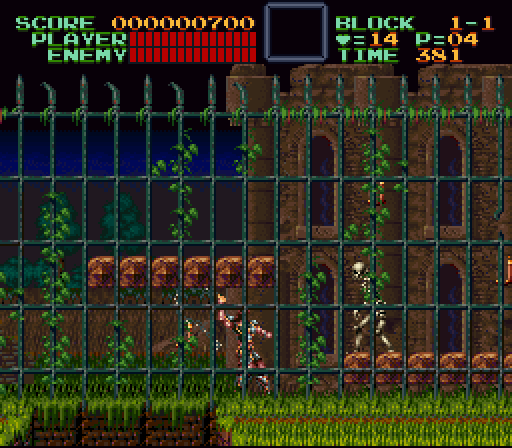 SCORE 000000700
PLAYER
ENEMY
BLOCK 1-1
♥=14 P=04
TIME 381